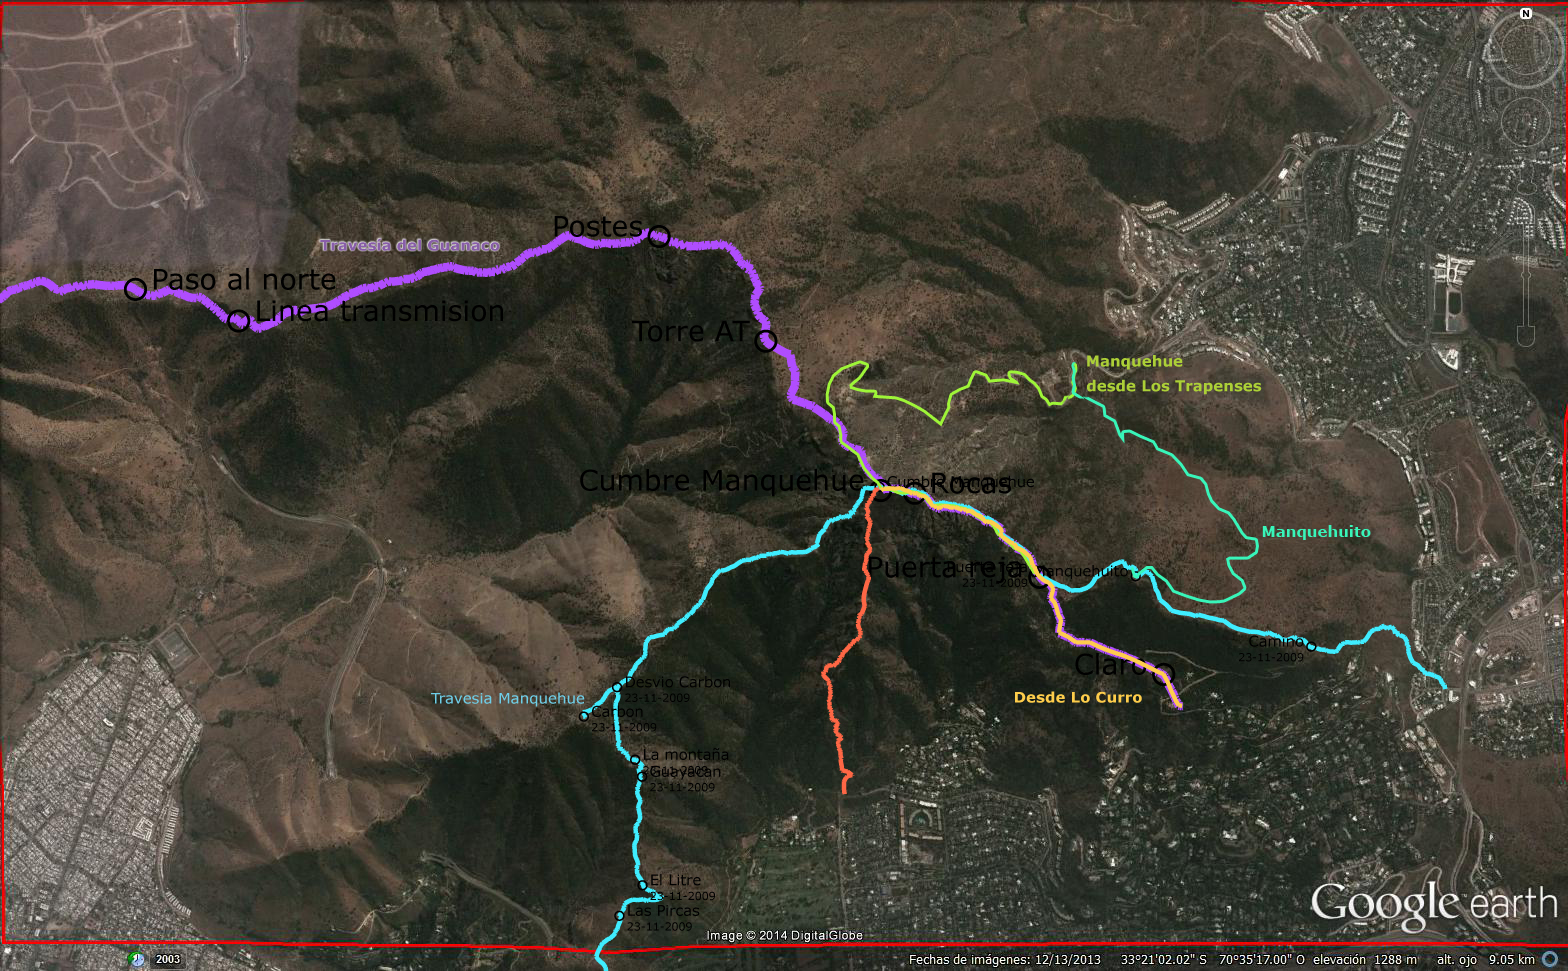 N
Postes
Travesía del Guanaco
Paso al norte
Linea transmision
Torre AT
Manquehue
desde Los Trapenses
Cumbre Manquehue
Cumbre Manquehue
Rocas
Manquehuito
Puerta reja
Manquehuito
23-11-2009
Camino
23-11-2009
Claro
Desvio Carbon
23-11-2009
Travesia Manquehue
Desde Lo Curro
Carbon
23-11-2009
La montaña
23-11-2009
Guayacan
23-11-2009
El Litre
23-11-2009
Las Pircas
23-11-2009
Google earth
Image © 2014 DigitalGlobe
2003
Fechas de imágenes: 12/13/2013 33°21'02.02" S 70°35'17.00" O elevación 1288 m alt. ojo 9.05 km